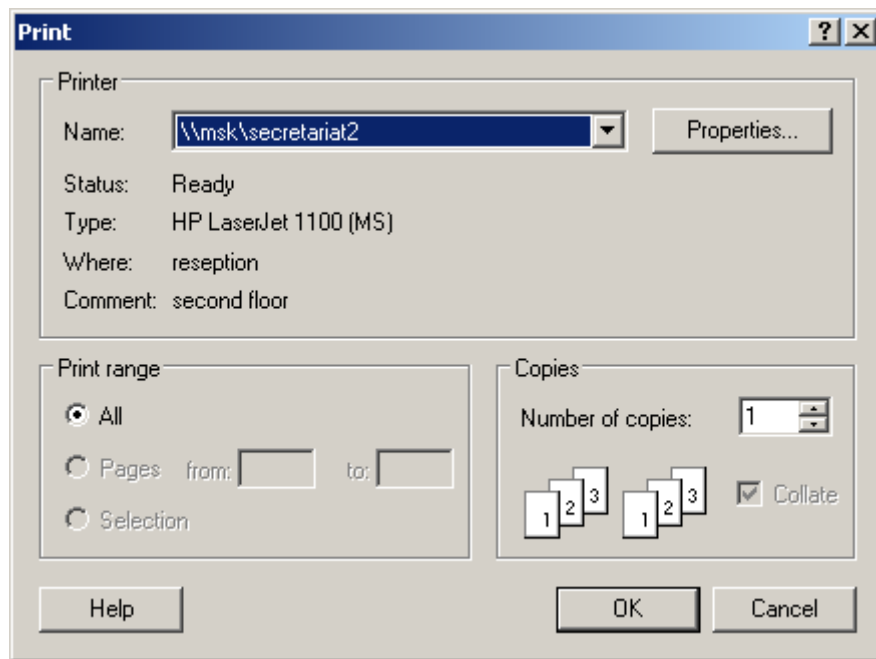 Print
Printer
Name: \\msk\secretariat2 Properties...
Status: Ready
Type: HP LaserJet 1100 (MS)
Where: reseption
Comment: second floor
Print range
All
Pages from: to:
Selection
Copies
Number of copies: 1
1 2 3 1 2 3 Collate
Help OK Cancel